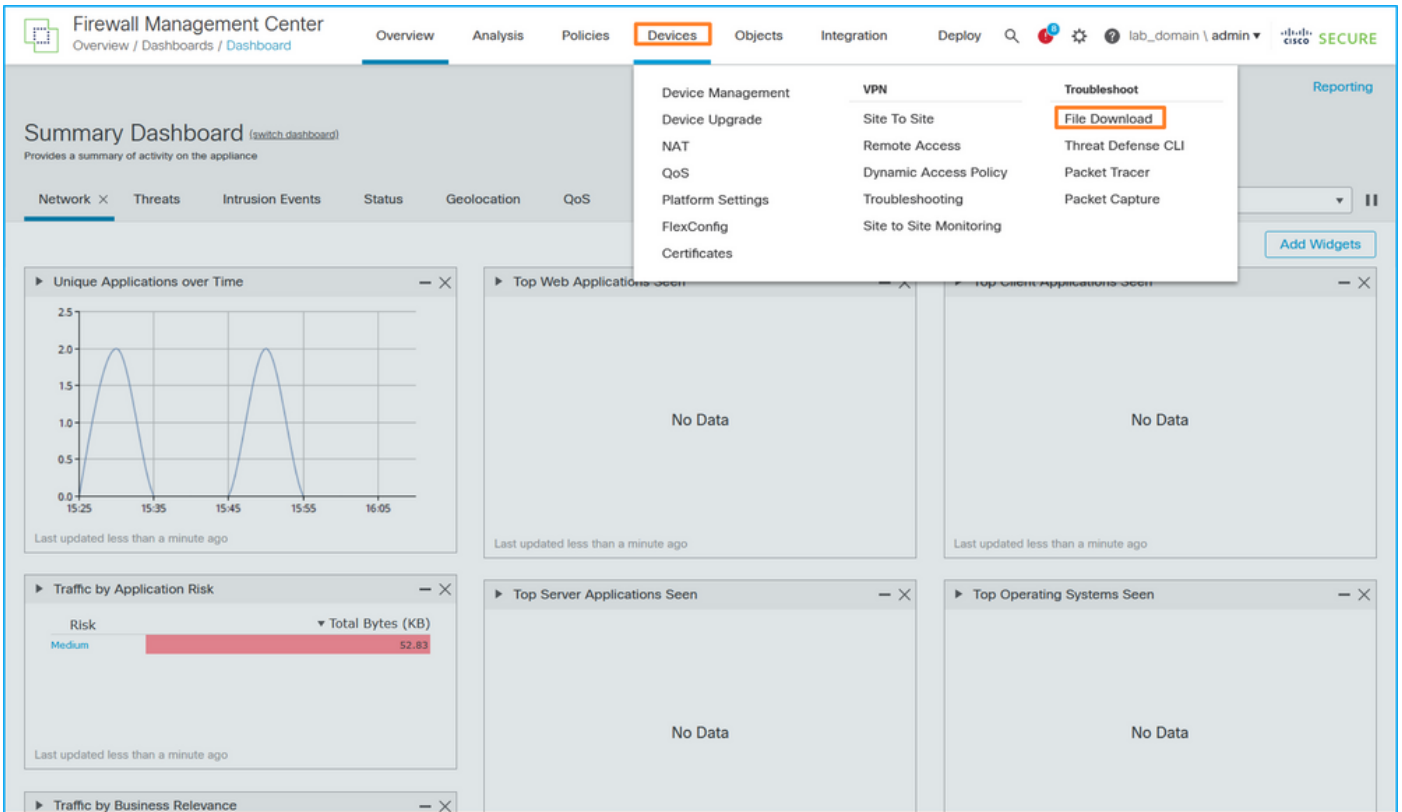 Firewall Management Center
Overview / Dashboards / Dashboard
Overview Analysis Policies Devices Objects Integration Deploy 8 lab_domain \ admin cisco SECURE
Device Management
Device Upgrade
NAT
QoS
Platform Settings
FlexConfig
Certificates
VPN
Site To Site
Remote Access
Dynamic Access Policy
Troubleshooting
Site to Site Monitoring
Troubleshoot
File Download
Threat Defense CLI
Packet Tracer
Packet Capture
Reporting
Summary Dashboard (switch dashboard)
Provides a summary of activity on the appliance
Network Threats Intrusion Events Status Geolocation QoS
Add Widgets
Unique Applications over Time
2.5
2.0
1.5
1.0
0.5
0.0
15:25 15:35 15:45 15:55 16:05
Last updated less than a minute ago
Top Web Applications Seen
No Data
Last updated less than a minute ago
Top Client Applications Seen
No Data
Last updated less than a minute ago
Traffic by Application Risk
Risk Total Bytes (KB)
Medium 52.83
Last updated less than a minute ago
Top Server Applications Seen
No Data
Top Operating Systems Seen
No Data
Traffic by Business Relevance